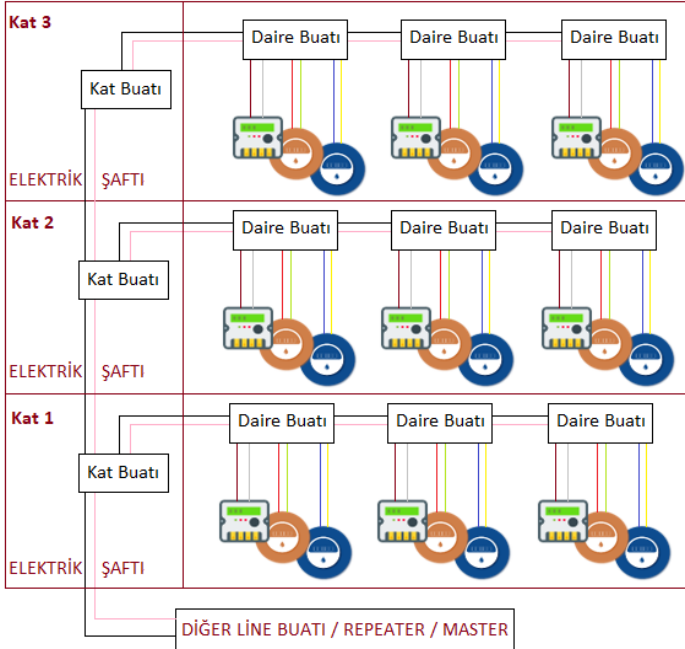 Kat 3
Daire Buatı Daire Buatı Daire Buatı
Kat Buatı
ELEKTRİK ŞAFTI
Kat 2
Daire Buatı Daire Buatı Daire Buatı
Kat Buatı
ELEKTRİK ŞAFTI
Kat 1
Daire Buatı Daire Buatı Daire Buatı
Kat Buatı
ELEKTRİK ŞAFTI
DİĞER LİNE BUATI / REPEATER / MASTER